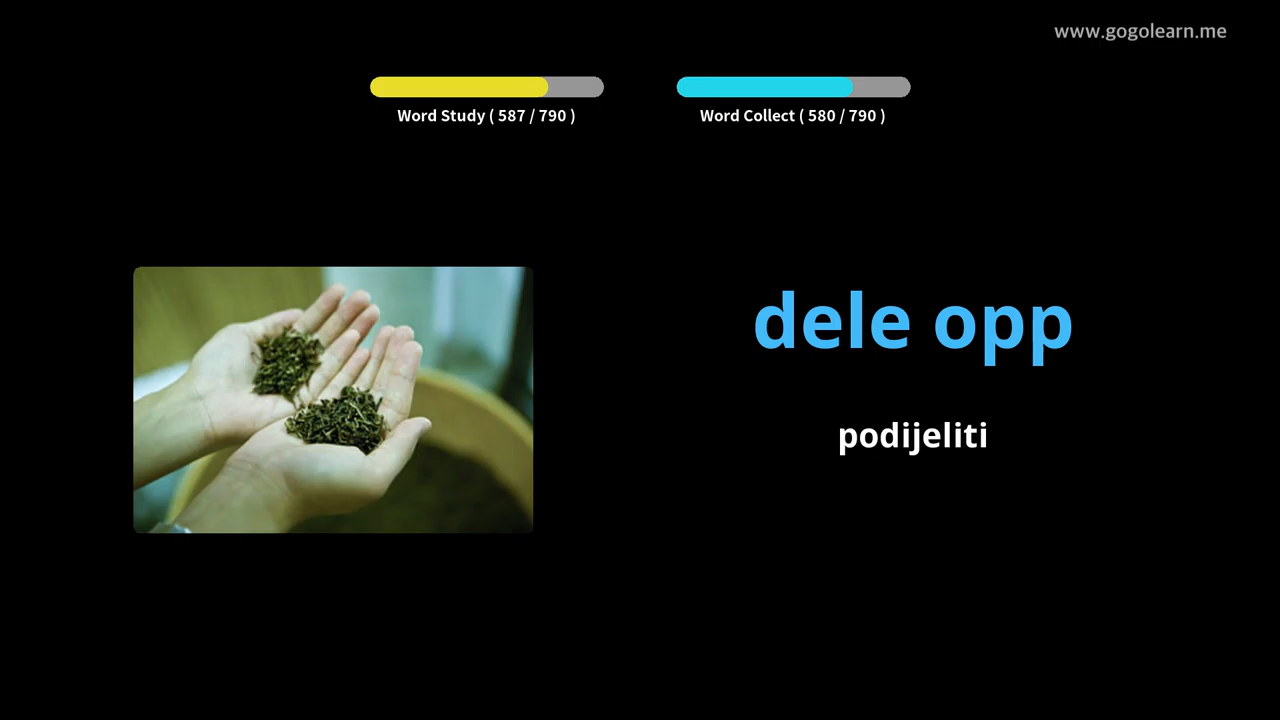 www.gogolearn.me
Word Study ( 587 / 790 )
Word Collect ( 580 / 790 )
dele opp
podijeliti